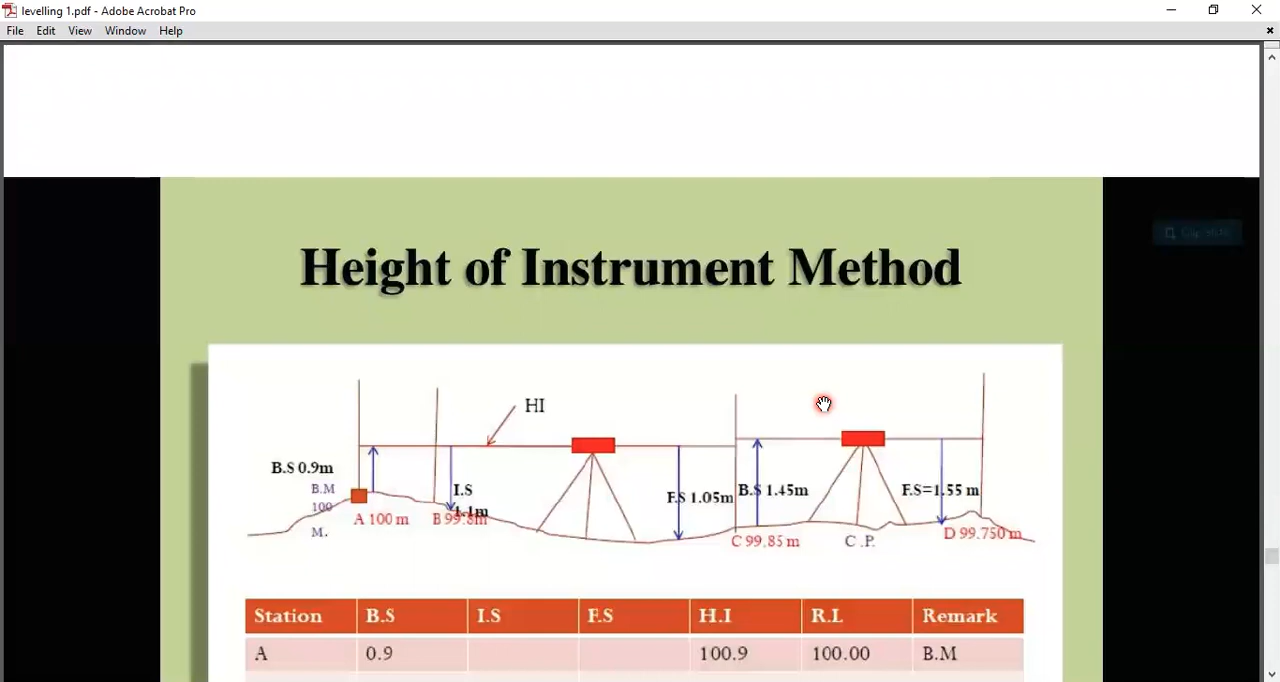 levelling 1.pdf - Adobe Acrobat Pro
File Edit View Window Help
Clip slide
Height of Instrument Method
HI
B.S 0.9m
B.M
100
M.
I.S
1.1m
F.S 1.05m
B.S 1.45m
F.S=1.55 m
A 100 m
B 99.8m
C 99.85 m
C .P.
D 99.750 m
Station B.S I.S F.S H.I R.L Remark
A 0.9 100.9 100.00 B.M